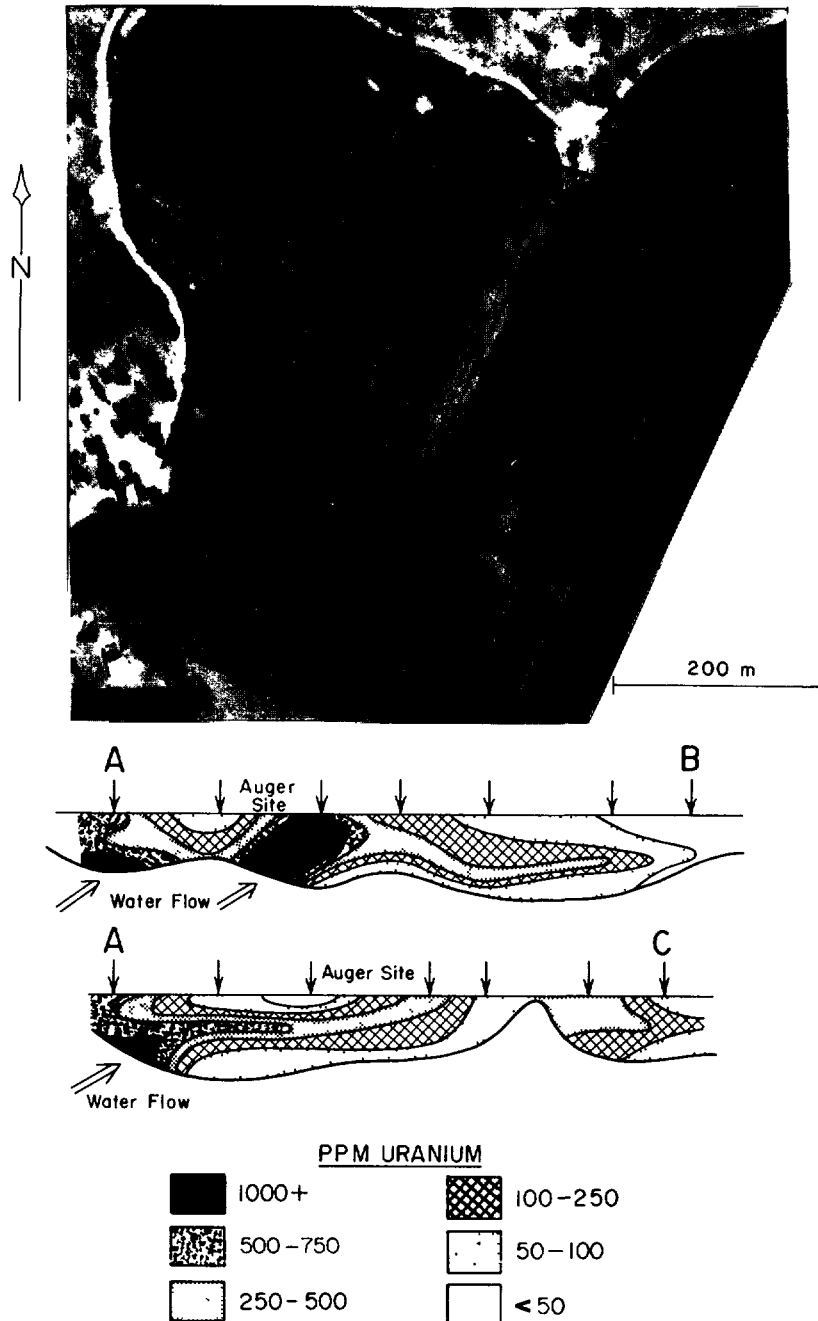 N
200 m
A
Auger Site
B
Water Flow
A
Auger Site
C
Water Flow
PPM URANIUM
1000+
100-250
500-750
50-100
250-500
<50